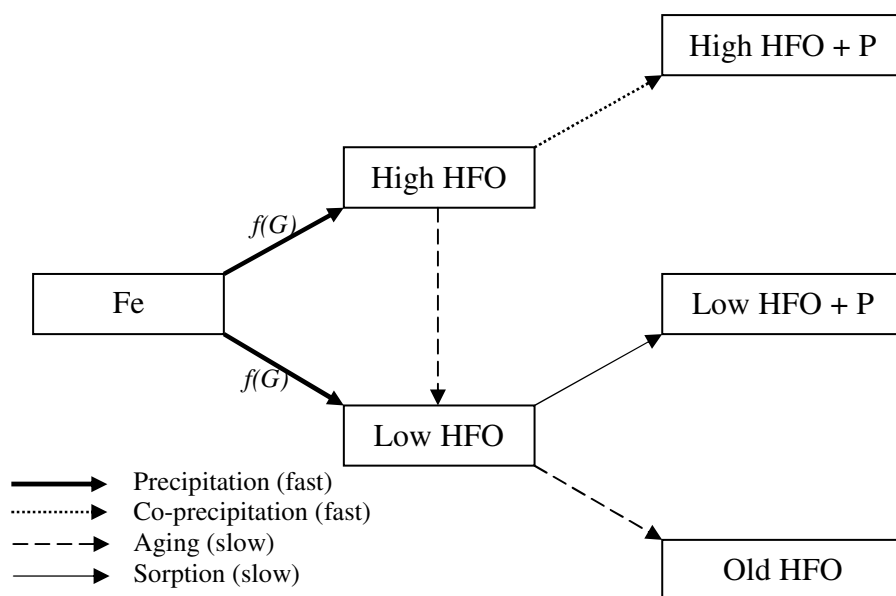 High HFO + P
High HFO
f(G)
Fe
Low HFO + P
f(G)
Low HFO
Precipitation (fast)
Co-precipitation (fast)
Aging (slow)
Sorption (slow)
Old HFO